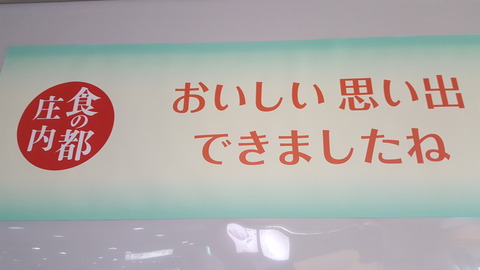 食の都
庄内
おいしい思い出
できましたね